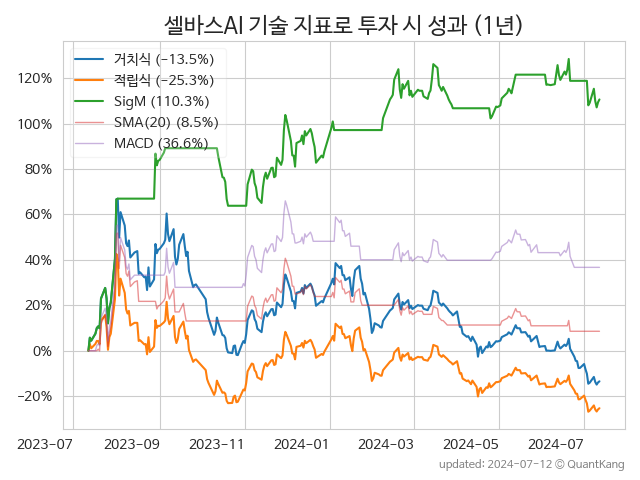 셀바스AI 기술 지표로 투자 시 성과 (1년)
거치식 (−13.5%)
적립식 (−25.3%)
SigM (110.3%)
SMA(20) (8.5%)
MACD (36.6%)
120%
100%
80%
60%
40%
20%
0%
−20%
2023-07 2023-09 2023-11 2024-01 2024-03 2024-05 2024-07
updated: 2024-07-12 © QuantKang